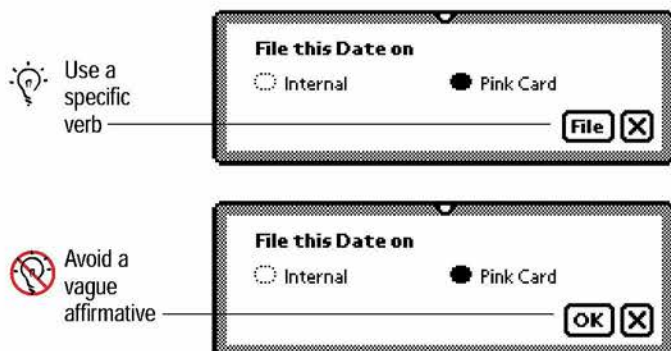 File this Date on
Use a
specific
verb
Internal Pink Card
File X
File this Date on
Avoid a
vague
affirmative
Internal Pink Card
OK X